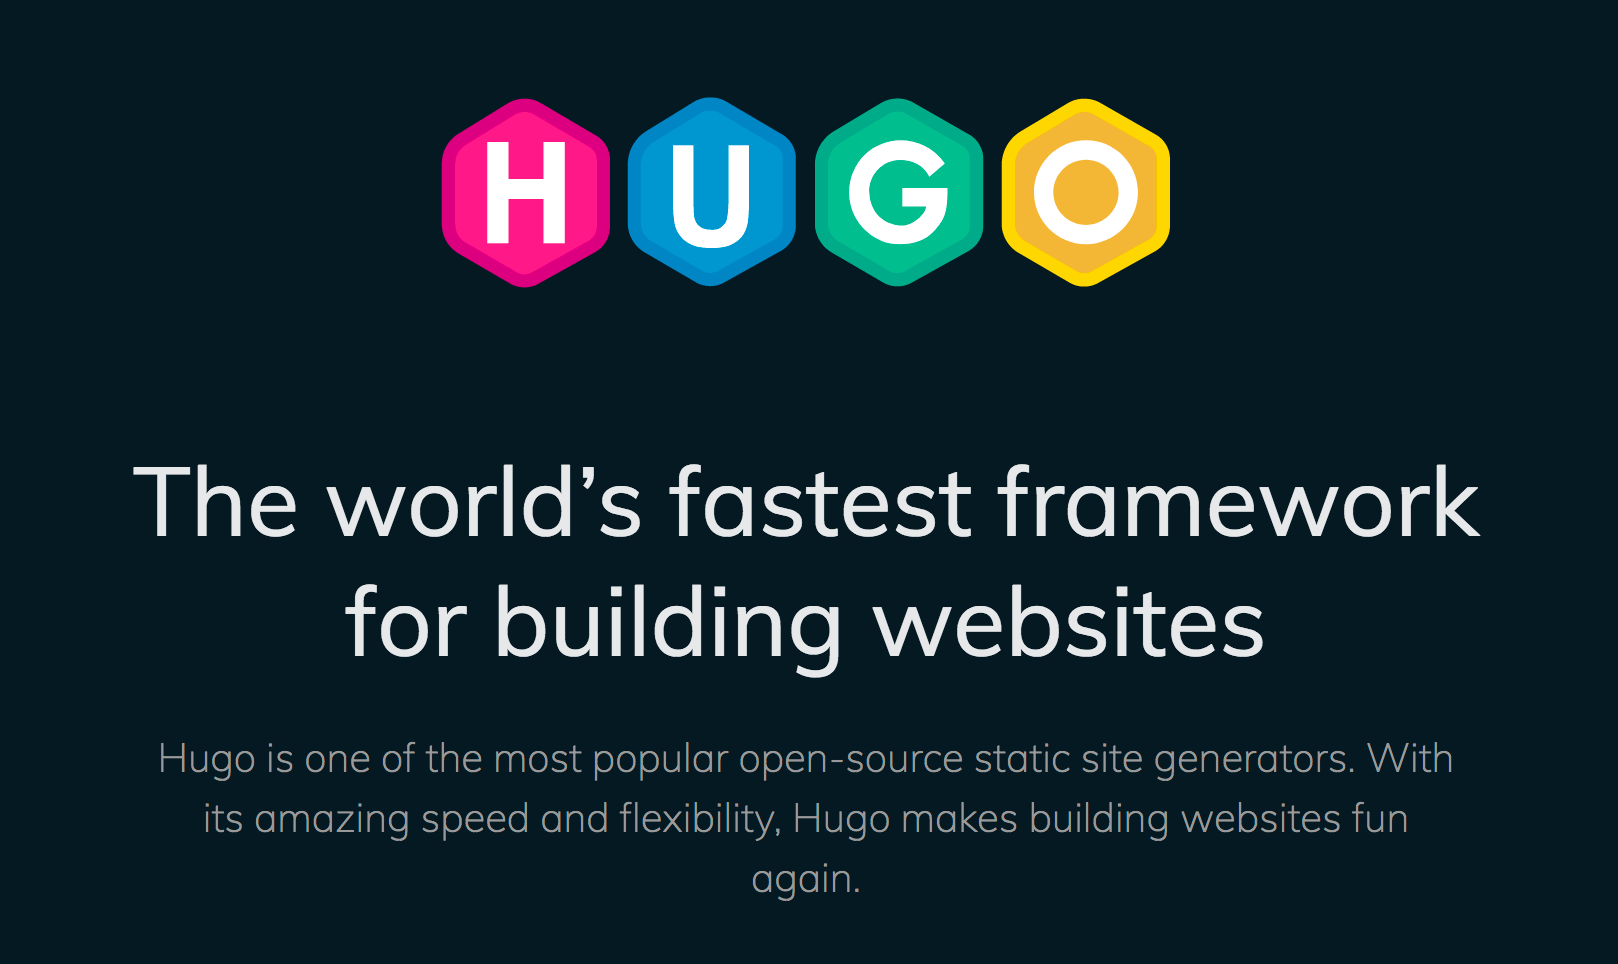 HUGO
The world’s fastest framework
for building websites
Hugo is one of the most popular open-source static site generators. With
its amazing speed and flexibility, Hugo makes building websites fun
again.